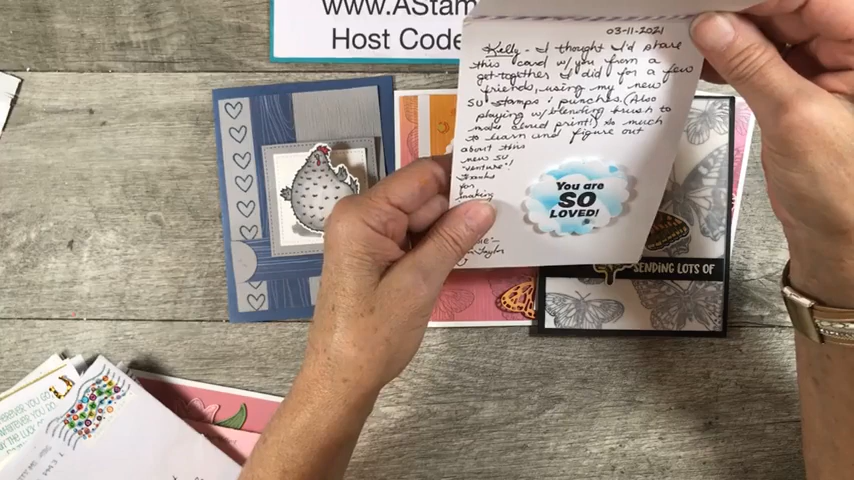 www.AStam
Host Code
03-11-2021
Kelly - I thought I'd share
this card w/you from a
get-together I did for a few
friends, using my new
SU stamps & punches. (Also
playing w/blending brush to
make cloud print!) So much
to learn and figure out
about this
new SU
"venture"!
Thanks
for
making
You are
SO
LOVED!
SENDING LOTS OF